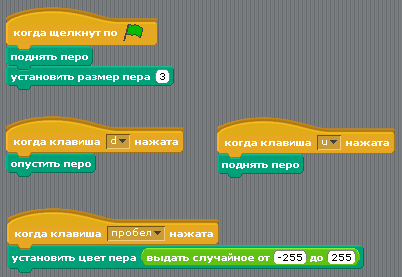 когда щелкнут по
поднять перо
установить размер пера 3
когда клавиша d нажата
опустить перо
когда клавиша u нажата
поднять перо
когда клавиша пробел нажата
установить цвет пера выдать случайное от -255 до 255